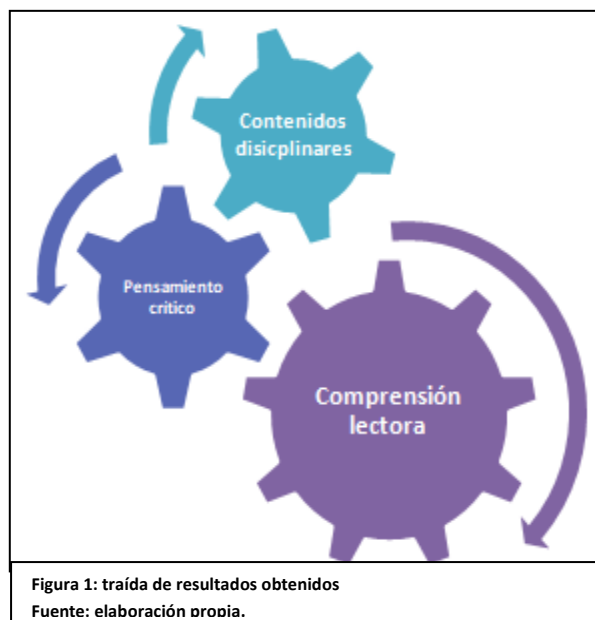 Contenidos
disicplinares
Pensamiento
crítico
Comprensión
lectora
Figura 1: traída de resultados obtenidos
Fuente: elaboración propia.